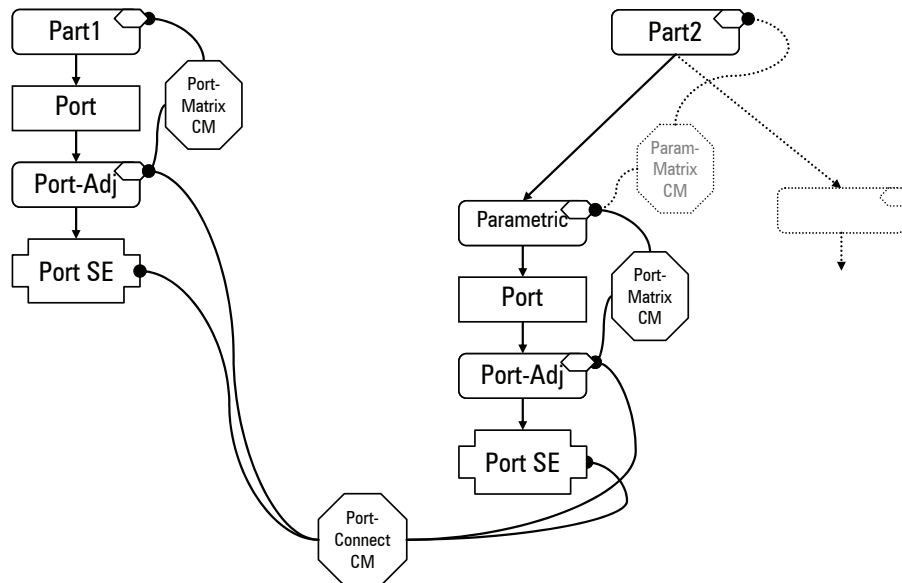 Part1
Part2
Port-
Matrix
CM
Port
Param-
Matrix
CM
Port-Adj
Parametric
Port SE
Port-
Matrix
CM
Port
Port-Adj
Port SE
Port-
Connect
CM